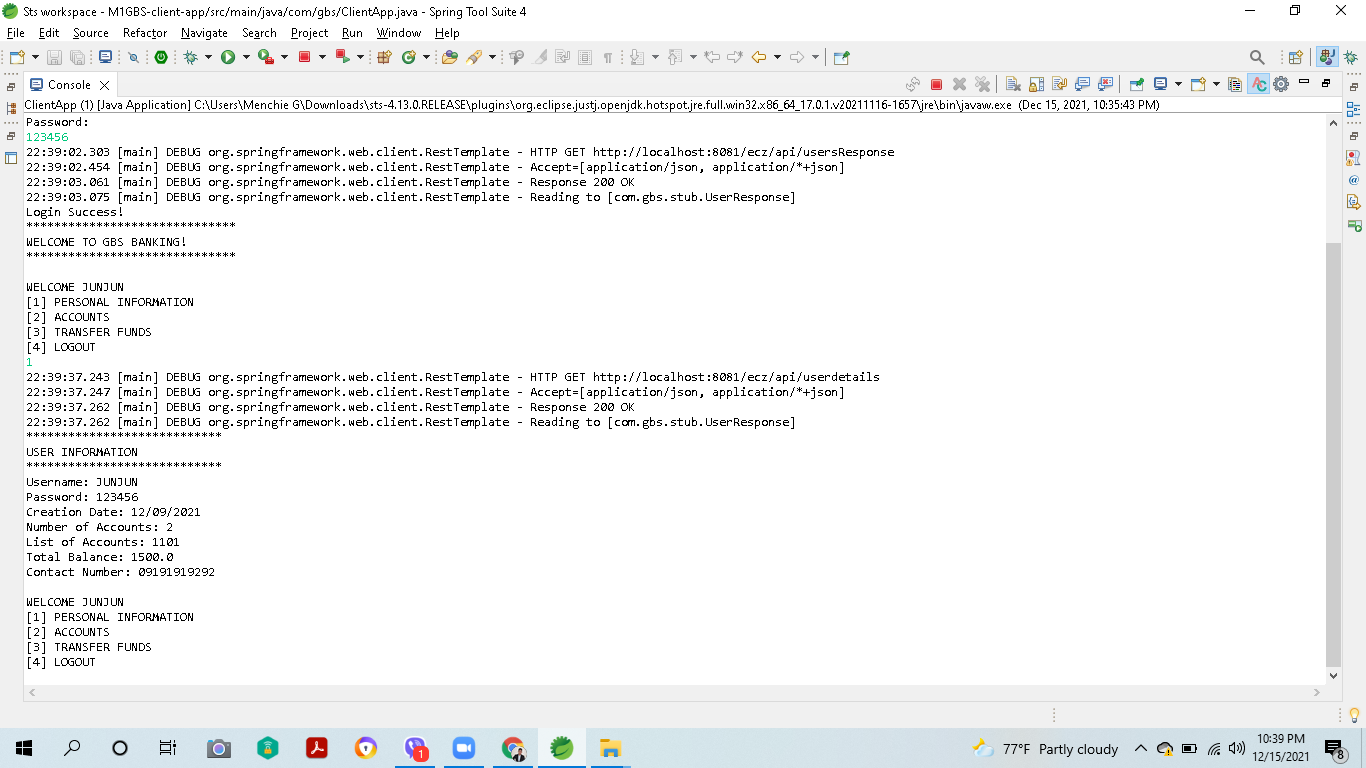 Sts workspace - M1GBS-client-app/src/main/java/com/gbs/ClientApp.java - Spring Tool Suite 4
File Edit Source Refactor Navigate Search Project Run Window Help
Console
ClientApp (1) [Java Application] C:\Users\Menchie G\Downloads\sts-4.13.0.RELEASE\plugins\org.eclipse.justj.openjdk.hotspot.jre.full.win32.x86_64_17.0.1.v20211116-1657\jre\bin\javaw.exe (Dec 15, 2021, 10:35:43 PM)
Password:
123456
22:39:02.303 [main] DEBUG org.springframework.web.client.RestTemplate - HTTP GET http://localhost:8081/ecz/api/usersResponse
22:39:02.454 [main] DEBUG org.springframework.web.client.RestTemplate - Accept=[application/json, application/*+json]
22:39:03.061 [main] DEBUG org.springframework.web.client.RestTemplate - Response 200 OK
22:39:03.075 [main] DEBUG org.springframework.web.client.RestTemplate - Reading to [com.gbs.stub.UserResponse]
Login Success!
******************************
WELCOME TO GBS BANKING!
******************************
WELCOME JUNJUN
[1] PERSONAL INFORMATION
[2] ACCOUNTS
[3] TRANSFER FUNDS
[4] LOGOUT
1
22:39:37.243 [main] DEBUG org.springframework.web.client.RestTemplate - HTTP GET http://localhost:8081/ecz/api/userdetails
22:39:37.247 [main] DEBUG org.springframework.web.client.RestTemplate - Accept=[application/json, application/*+json]
22:39:37.262 [main] DEBUG org.springframework.web.client.RestTemplate - Response 200 OK
22:39:37.262 [main] DEBUG org.springframework.web.client.RestTemplate - Reading to [com.gbs.stub.UserResponse]
****************************
USER INFORMATION
****************************
Username: JUNJUN
Password: 123456
Creation Date: 12/09/2021
Number of Accounts: 2
List of Accounts: 1101
Total Balance: 1500.0
Contact Number: 09191919292
WELCOME JUNJUN
[1] PERSONAL INFORMATION
[2] ACCOUNTS
[3] TRANSFER FUNDS
[4] LOGOUT
1
77°F Partly cloudy
10:39 PM
12/15/2021
8